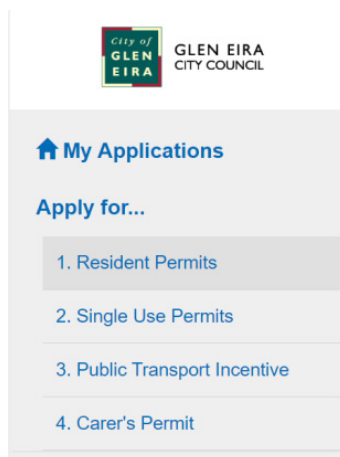 City of
GLEN
EIRA
GLEN EIRA
CITY COUNCIL
My Applications
Apply for...
1. Resident Permits
2. Single Use Permits
3. Public Transport Incentive
4. Carer's Permit